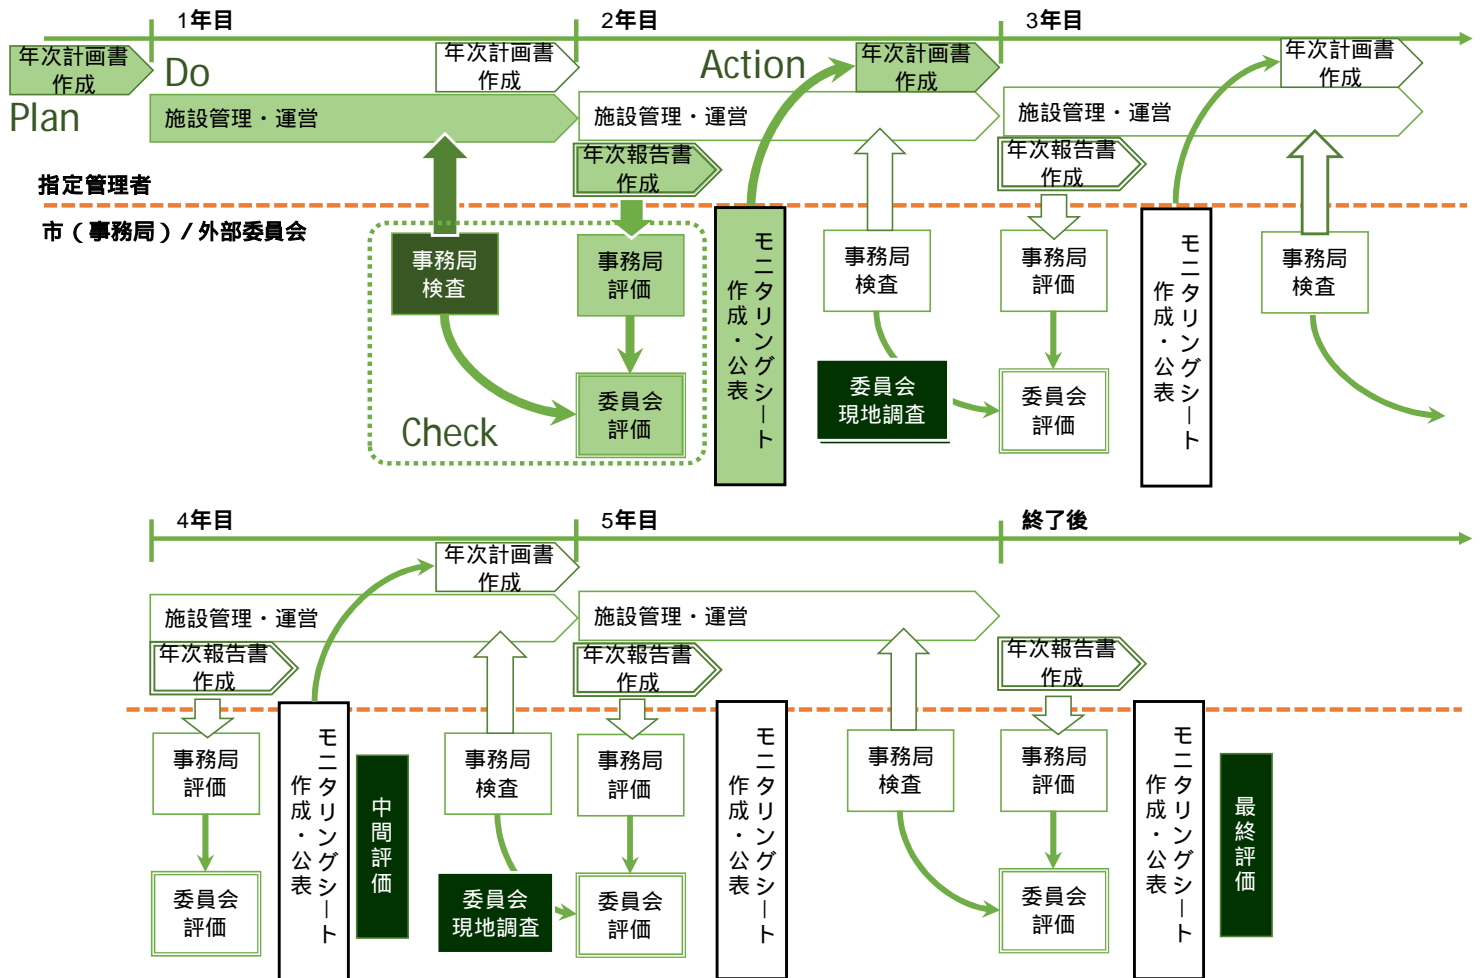 1年目
2年目
3年目
年次計画書
作成
Plan
Do
年次計画書
作成
Action
年次計画書
作成
年次計画書
作成
施設管理・運営
施設管理・運営
施設管理・運営
年次報告書
作成
年次報告書
作成
指定管理者
市（事務局）/外部委員会
事務局
検査
事務局
評価
委員会
評価
Check
モニタリングシート
作成・公表
事務局
検査
委員会
現地調査
事務局
評価
委員会
評価
モニタリングシート
作成・公表
事務局
検査
4年目
5年目
終了後
年次計画書
作成
施設管理・運営
施設管理・運営
年次報告書
作成
年次報告書
作成
年次報告書
作成
事務局
評価
委員会
評価
モニタリングシート
作成・公表
中間評価
事務局
検査
委員会
現地調査
事務局
評価
委員会
評価
モニタリングシート
作成・公表
事務局
検査
事務局
評価
委員会
評価
モニタリングシート
作成・公表
最終評価